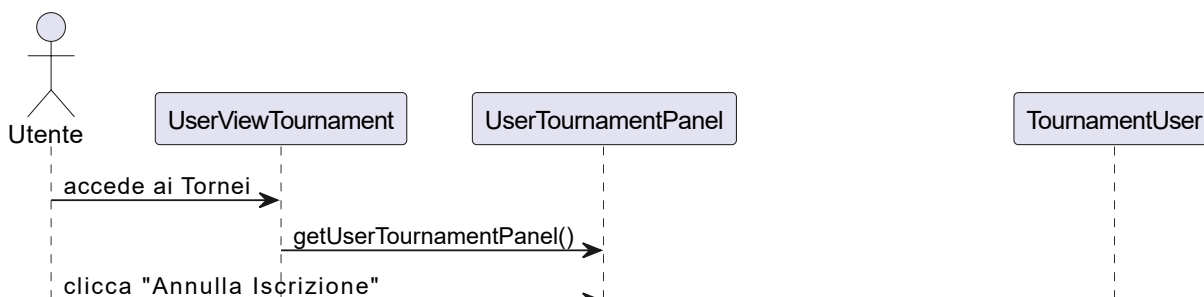 Utente
UserViewTournament
UserTournamentPanel
TournamentUser
accede ai Tornei
getUserTournamentPanel()
clicca "Annulla Iscrizione"